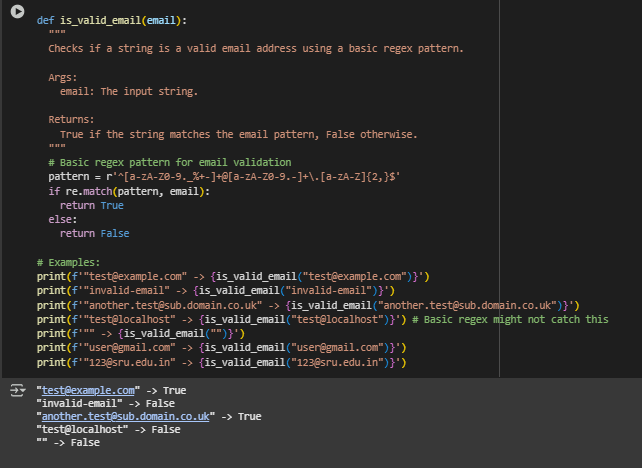 def is_valid_email(email):
"""
Checks if a string is a valid email address using a basic regex pattern.
Args:
email: The input string.
Returns:
True if the string matches the email pattern, False otherwise.
"""
# Basic regex pattern for email validation
pattern = r'^[a-zA-Z0-9._%+-]+@[a-zA-Z0-9.-]+\.[a-zA-Z]{2,}$'
if re.match(pattern, email):
return True
else:
return False
# Examples:
print(f'"test@example.com" -> {is_valid_email("test@example.com")}')
print(f'"invalid-email" -> {is_valid_email("invalid-email")}')
print(f'"another.test@sub.domain.co.uk" -> {is_valid_email("another.test@sub.domain.co.uk")}')
print(f'"test@localhost" -> {is_valid_email("test@localhost")}') # Basic regex might not catch this
print(f'"" -> {is_valid_email("")}')
print(f'"user@gmail.com" -> {is_valid_email("user@gmail.com")}')
print(f'"123@sru.edu.in" -> {is_valid_email("123@sru.edu.in")}')
"test@example.com" -> True
"invalid-email" -> False
"another.test@sub.domain.co.uk" -> True
"test@localhost" -> False
"" -> False